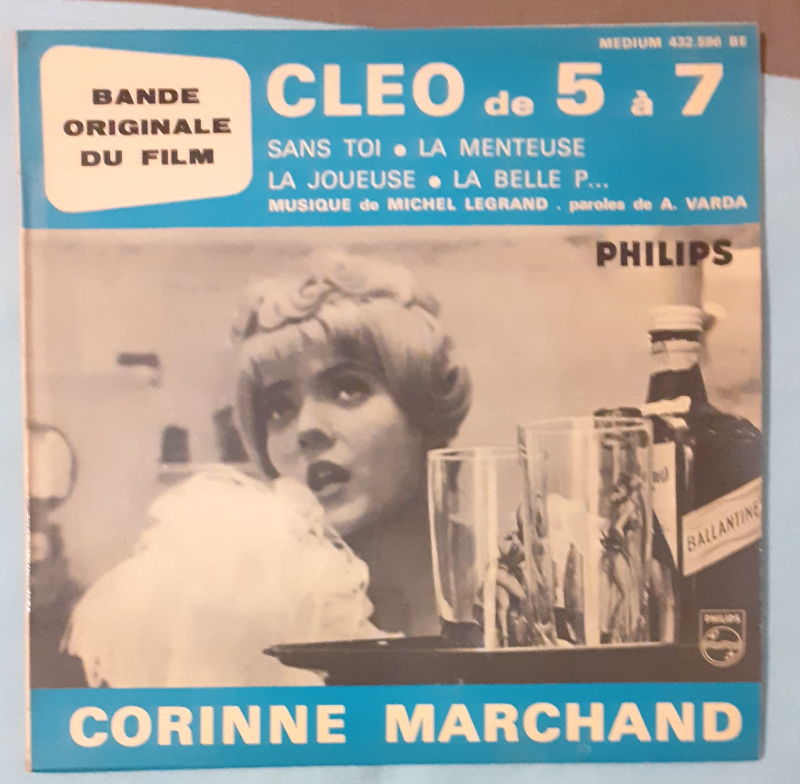 MEDIUM 432.596 BE
BANDE
ORIGINALE
DU FILM
CLEO de 5 à 7
SANS TOI • LA MENTEUSE
LA JOUEUSE • LA BELLE P...
MUSIQUE de MICHEL LEGRAND . paroles de A. VARDA
PHILIPS
BALLANTINE
PHILIPS
CORINNE MARCHAND